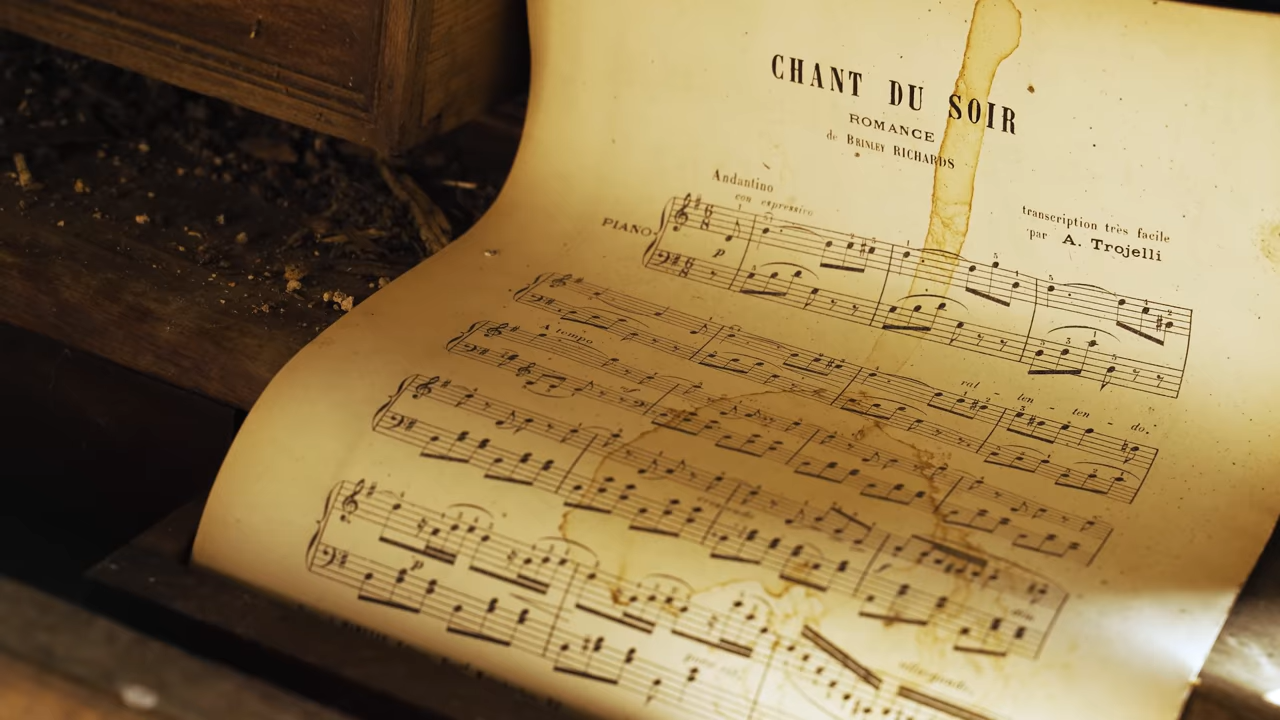 CHANT DU SOIR
ROMANCE
de BRINLEY RICHARDS
transcription très facile
par A. Trojelli
Andantino
con espressivo
PIANO
p
ral - len - tan - do.
A tempo
p